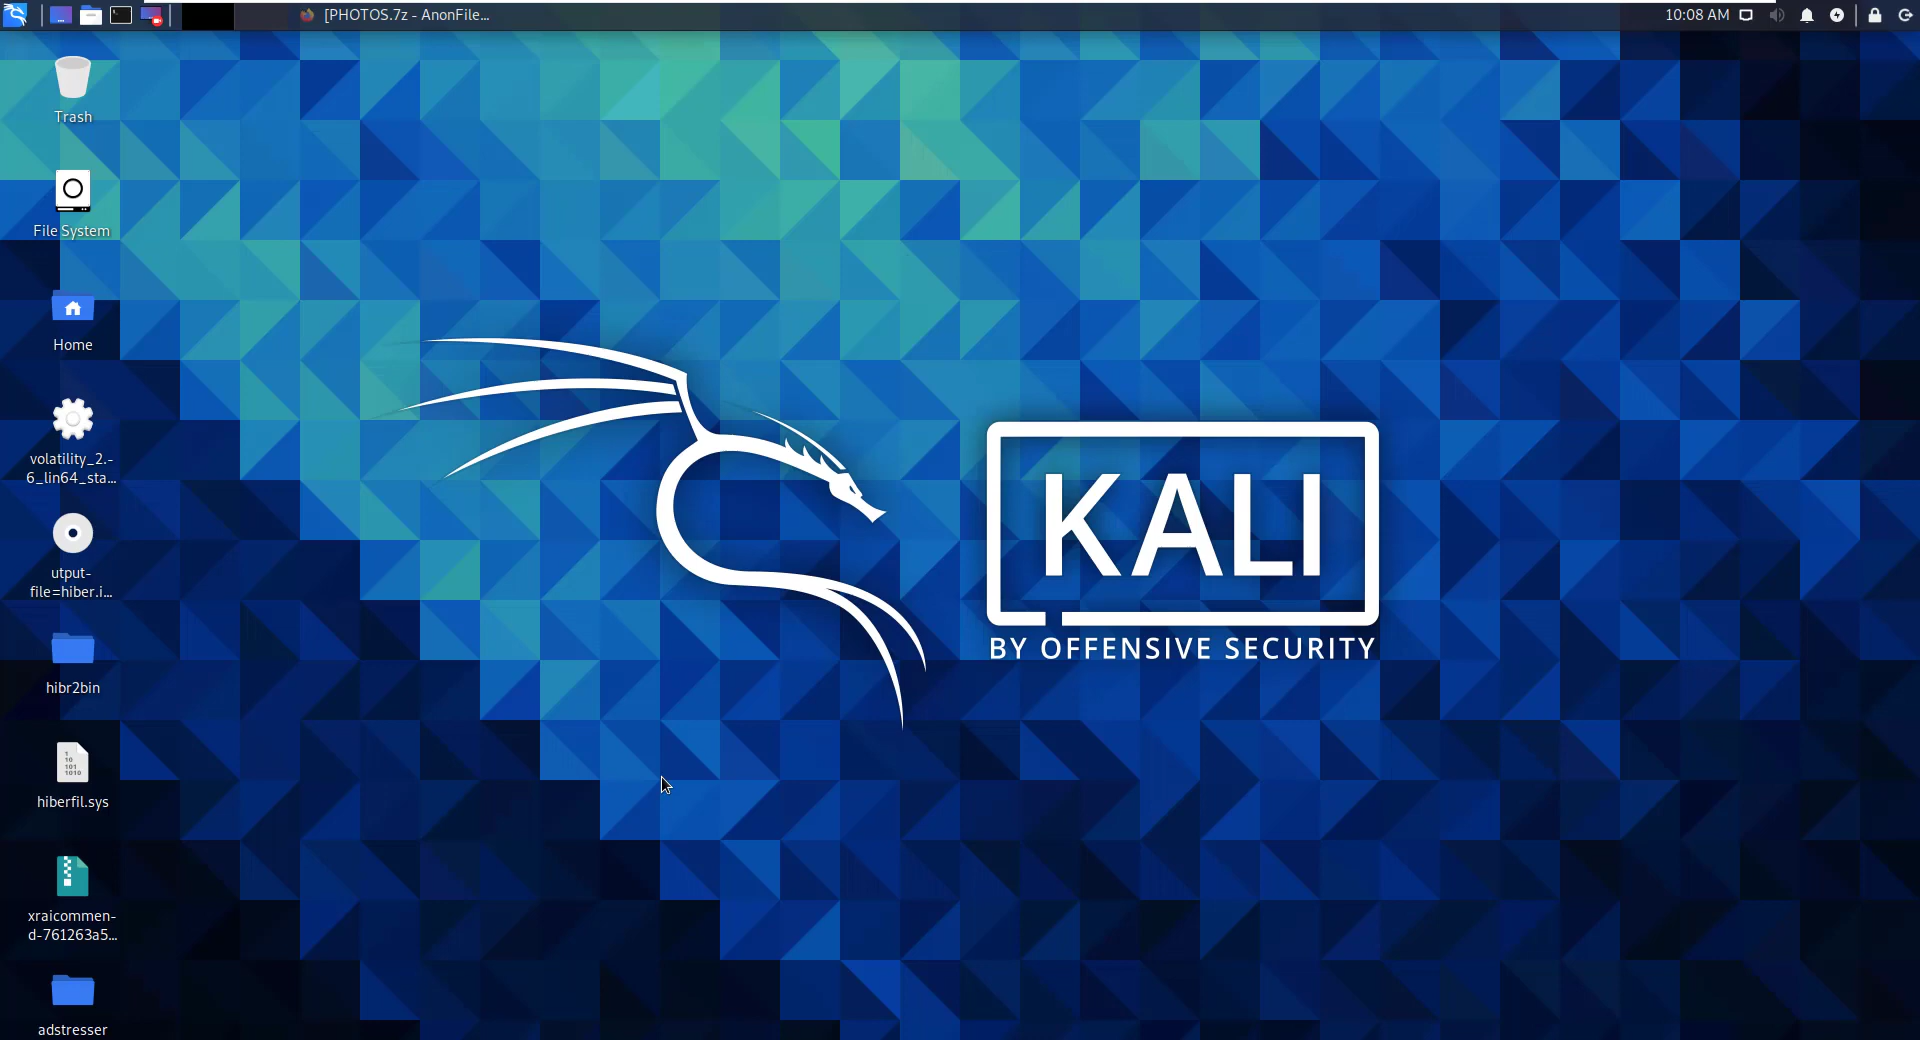 [PHOTOS.7z - AnonFile...
10:08 AM
Trash
File System
Home
volatility_2.-
6_lin64_sta...
utput-
file=hiber.i...
hibr2bin
hiberfil.sys
xraicommen-
d-761263a5...
adstresser
KALI
BY OFFENSIVE SECURITY